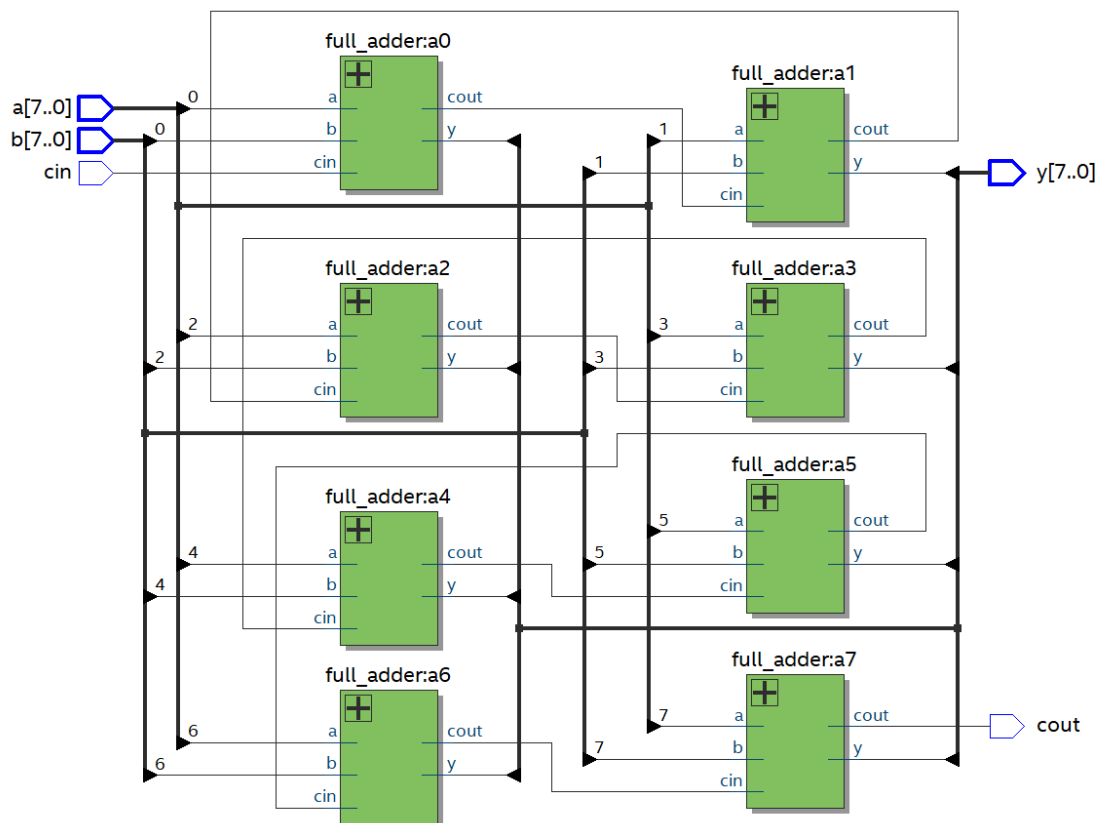 full_adder:a0
a cout
b y
cin
full_adder:a1
a cout
b y
cin
a[7..0]
b[7..0]
cin
0
0
1
1
y[7..0]
full_adder:a2
a cout
b y
cin
2
2
full_adder:a3
a cout
b y
cin
3
3
full_adder:a4
a cout
b y
cin
4
4
full_adder:a5
a cout
b y
cin
5
5
full_adder:a6
a cout
b y
cin
6
6
full_adder:a7
a cout
b y
cin
7
7
cout